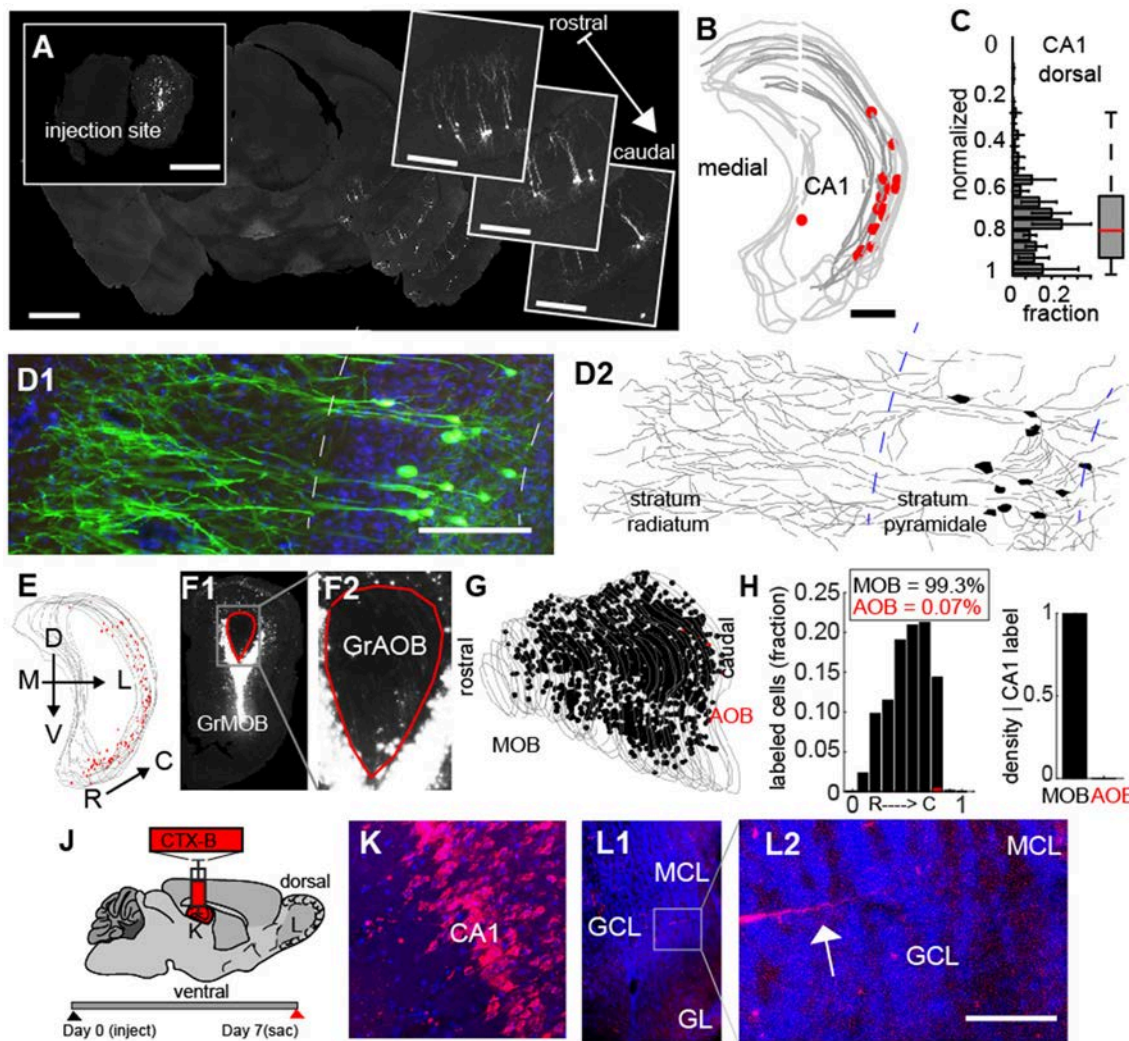 A
injection site
rostral
caudal
B
medial
CA1
C
CA1
dorsal
normalized
0
0.2
0.4
0.6
0.8
1
0 0.2
fraction
D1
D2
stratum
radiatum
stratum
pyramidale
E
D
M
L
V
C
R
F1
GrMOB
F2
GrAOB
G
rostral
caudal
MOB
AOB
H
MOB = 99.3%
AOB = 0.07%
labeled cells (fraction)
0.25
0.20
0.15
0.10
0.05
0
0 R----> C 1
density | CA1 label
1
0.5
0
MOB AOB
J
CTX-B
dorsal
K
L
ventral
Day 0 (inject)
Day 7(sac)
K
CA1
L1
MCL
GCL
GL
L2
MCL
GCL